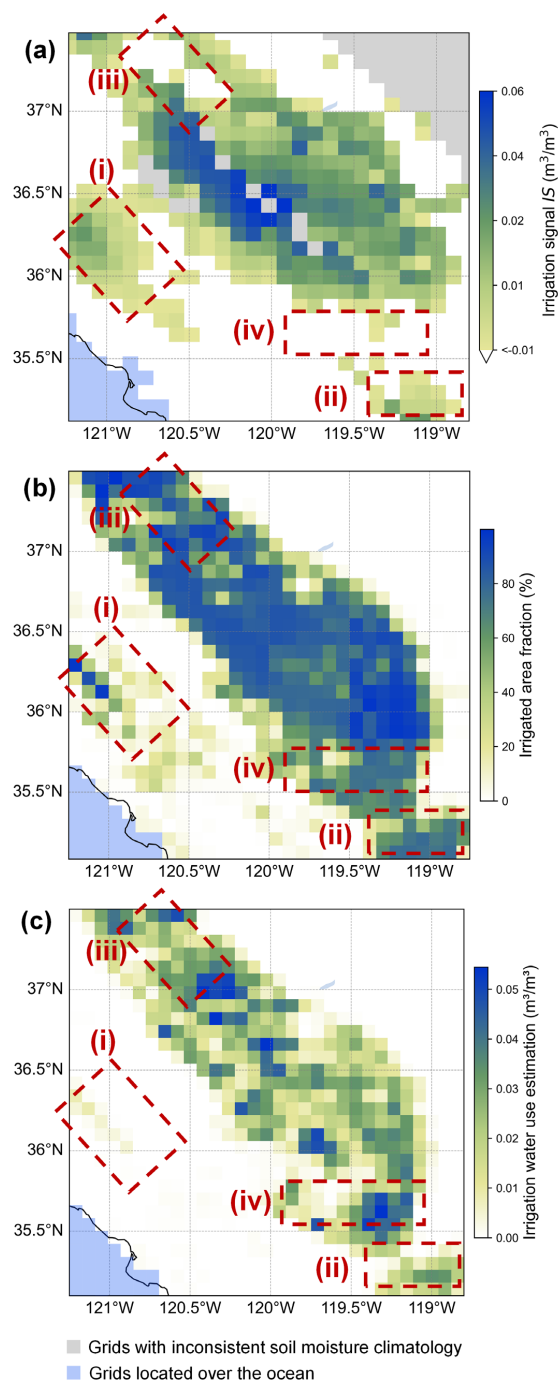 (a)
(iii)
37°N
(i)
36.5°N
36°N
(iv)
35.5°N
(ii)
121°W 120.5°W 120°W 119.5°W 119°W
0.06
0.04
0.02
0.01
<-0.01
Irrigation signal IS (m³/m³)
(b)
(iii)
37°N
(i)
36.5°N
36°N
(iv)
35.5°N
(ii)
121°W 120.5°W 120°W 119.5°W 119°W
80
60
40
20
0
Irrigated area fraction (%)
(c)
(iii)
37°N
(i)
36.5°N
36°N
(iv)
35.5°N
(ii)
121°W 120.5°W 120°W 119.5°W 119°W
0.05
0.04
0.03
0.02
0.01
0.00
Irrigation water use estimation (m³/m³)
Grids with inconsistent soil moisture climatology
Grids located over the ocean